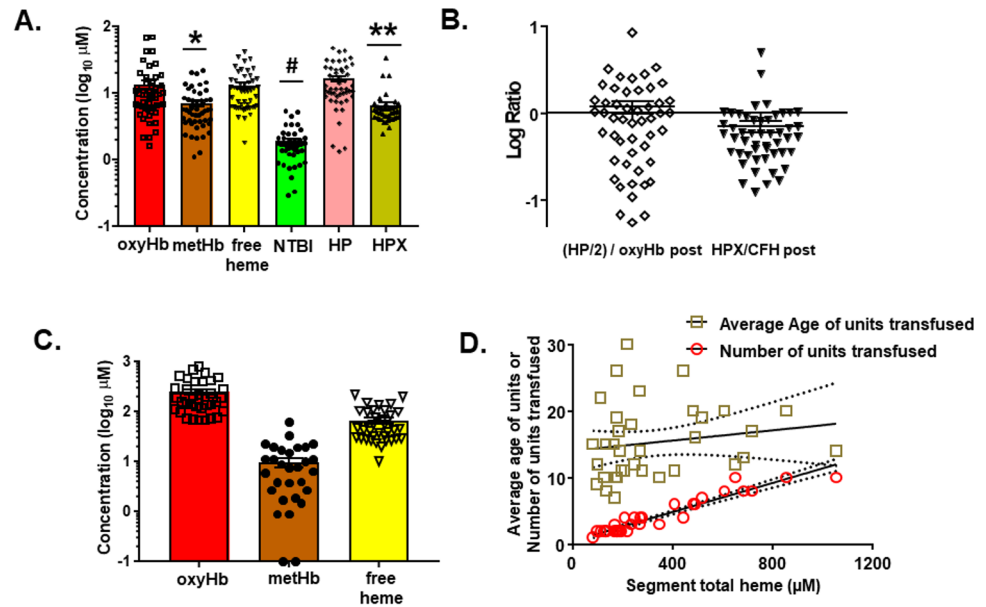 A.
Concentration (log10 µM)
2
1
0
-1
*
#
**
oxyHb metHb free heme NTBI HP HPX
B.
Log Ratio
1
0
-1
(HP/2) / oxyHb post HPX/CFH post
C.
Concentration (log10 µM)
3
2
1
0
-1
oxyHb metHb free heme
D.
Average Age of units transfused
Number of units transfused
Average age of units or
Number of units transfused
30
20
10
0
0 400 800 1200
Segment total heme (µM)